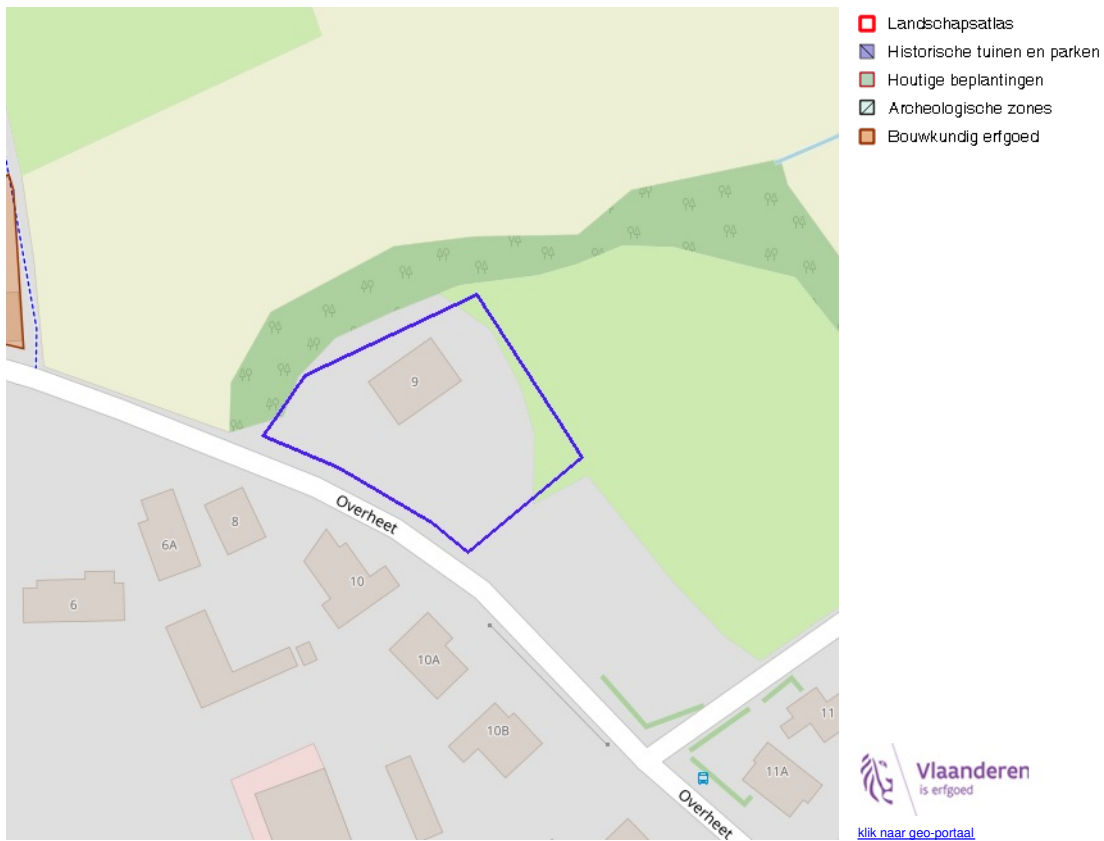 Landschapsatlas
Historische tuinen en parken
Houtige beplantingen
Archeologische zones
Bouwkundig erfgoed
9
Overheet
8
6A
10
6
10A
10B
11
11A
Overheet
Vlaanderen
is erfgoed
klik naar geo-portaal